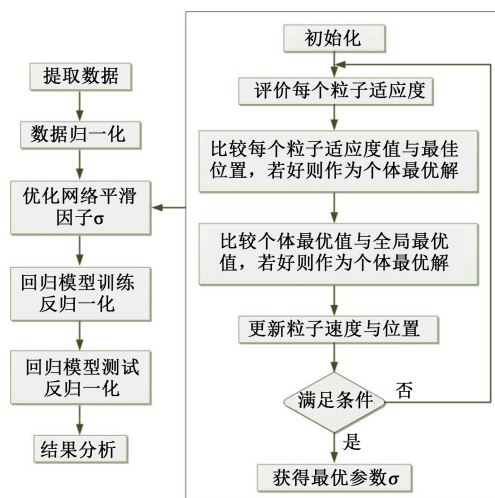 提取数据
数据归一化
优化网络平滑
因子σ
回归模型训练
反归一化
回归模型测试
反归一化
结果分析
初始化
评价每个粒子适应度
比较每个粒子适应度值与最佳
位置，若好则作为个体最优解
比较个体最优值与全局最优
值，若好则作为个体最优解
更新粒子速度与位置
满足条件
否
是
获得最优参数σ